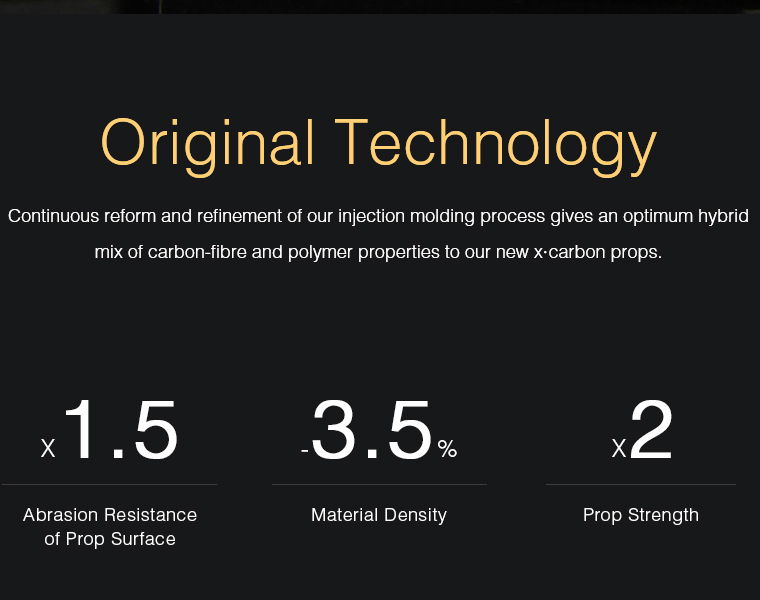 Original Technology
Continuous reform and refinement of our injection molding process gives an optimum hybrid
mix of carbon-fibre and polymer properties to our new x·carbon props.
X1.5
-3.5%
X2
Abrasion Resistance
of Prop Surface
Material Density
Prop Strength